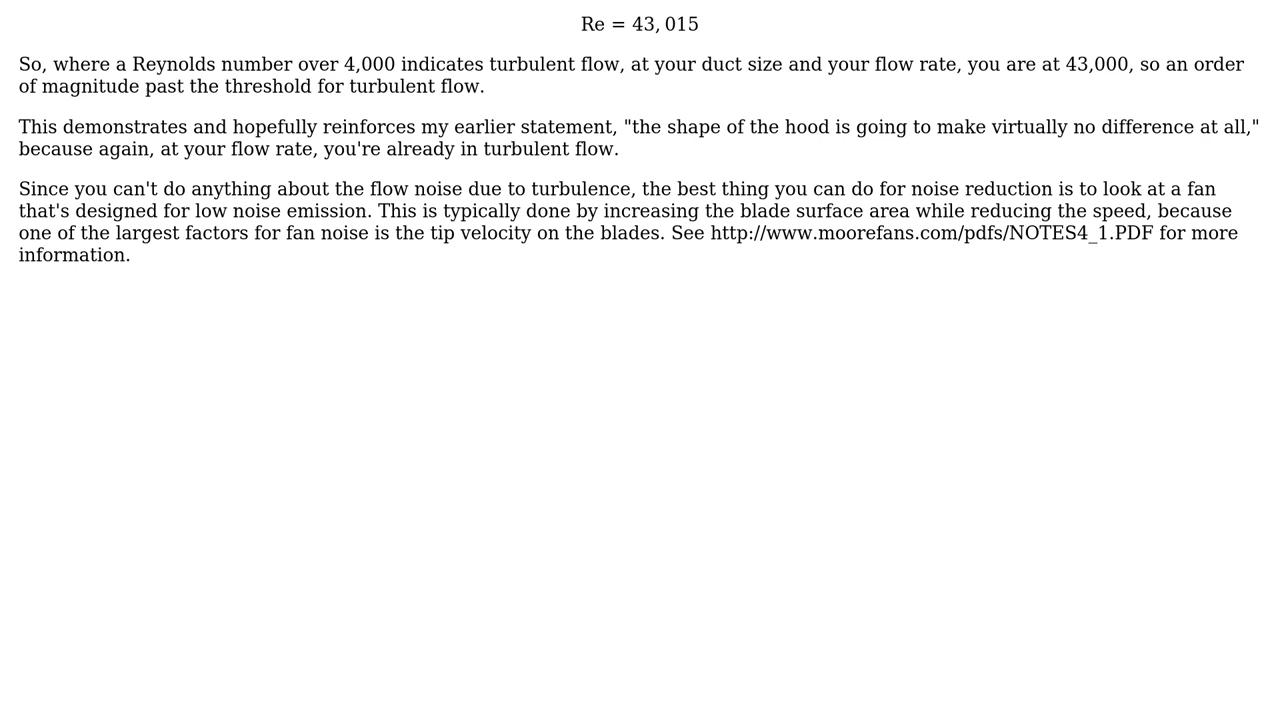 Re = 43, 015
So, where a Reynolds number over 4,000 indicates turbulent flow, at your duct size and your flow rate, you are at 43,000, so an order
of magnitude past the threshold for turbulent flow.
This demonstrates and hopefully reinforces my earlier statement, "the shape of the hood is going to make virtually no difference at all,"
because again, at your flow rate, you're already in turbulent flow.
Since you can't do anything about the flow noise due to turbulence, the best thing you can do for noise reduction is to look at a fan
that's designed for low noise emission. This is typically done by increasing the blade surface area while reducing the speed, because
one of the largest factors for fan noise is the tip velocity on the blades. See http://www.moorefans.com/pdfs/NOTES4_1.PDF for more
information.